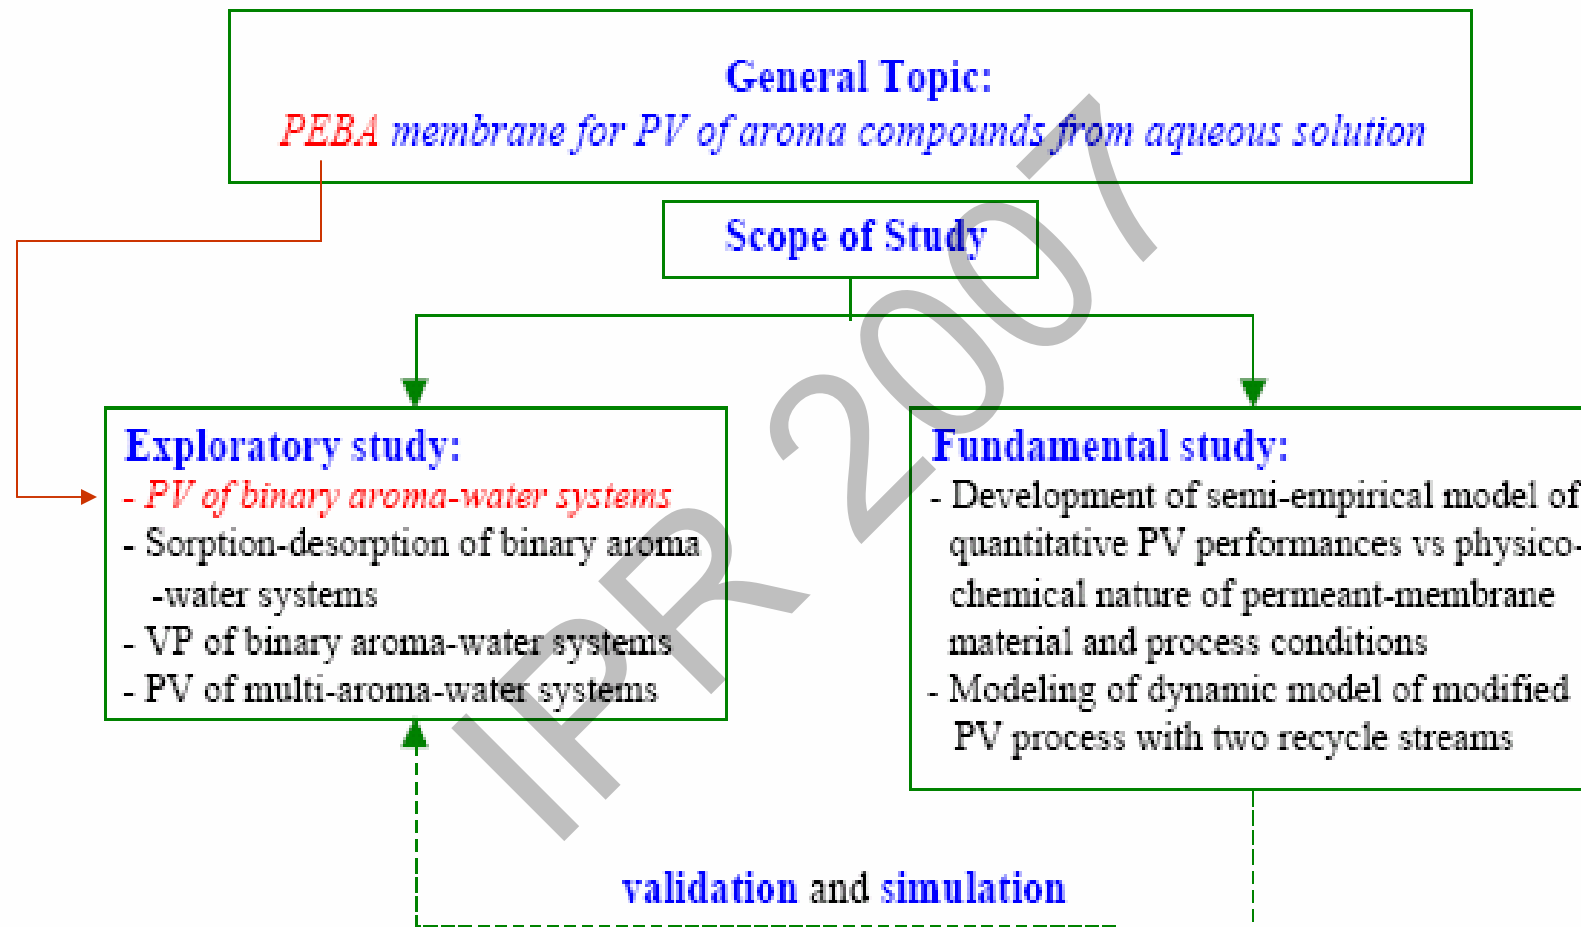 General Topic:
PEBA membrane for PV of aroma compounds from aqueous solution
Scope of Study
Exploratory study:
- PV of binary aroma-water systems
- Sorption-desorption of binary aroma
-water systems
- VP of binary aroma-water systems
- PV of multi-aroma-water systems
Fundamental study:
- Development of semi-empirical model of
quantitative PV performances vs physico-
chemical nature of permeant-membrane
material and process conditions
- Modeling of dynamic model of modified
PV process with two recycle streams
validation and simulation
IPR 2007